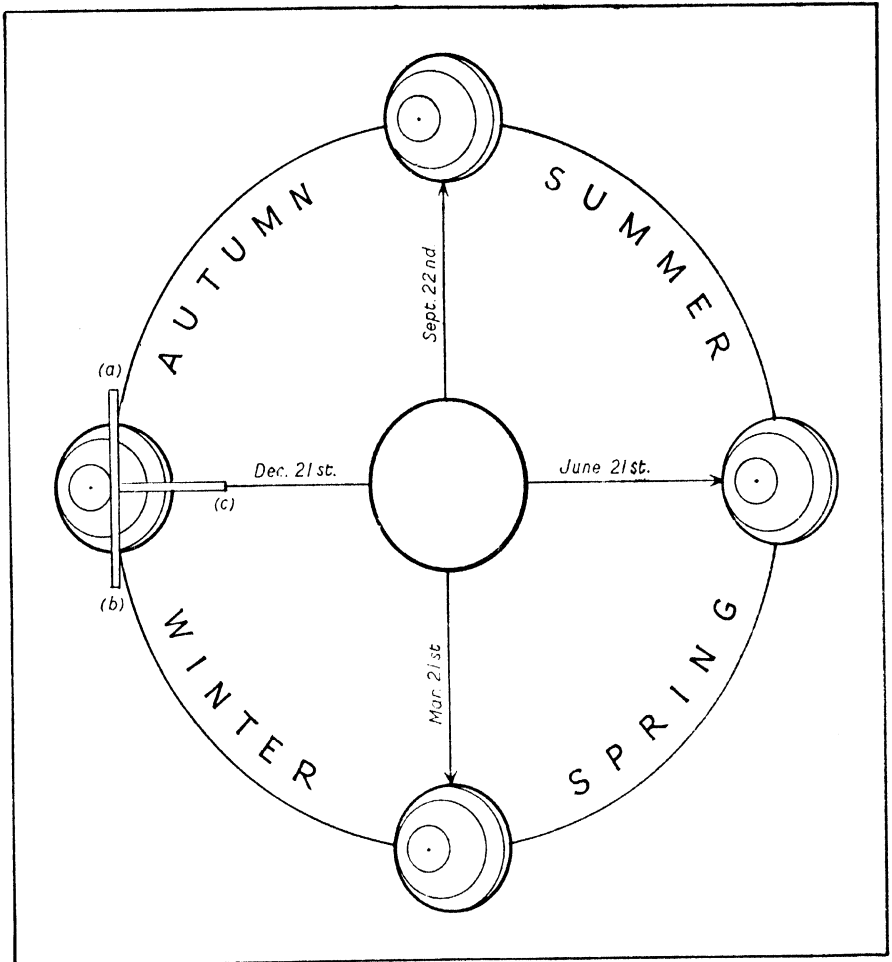 AUTUMN
SUMMER
Sept. 22nd
(a)
Dec. 21st.
June 21st.
(c)
(b)
Mar. 21st
WINTER
SPRING